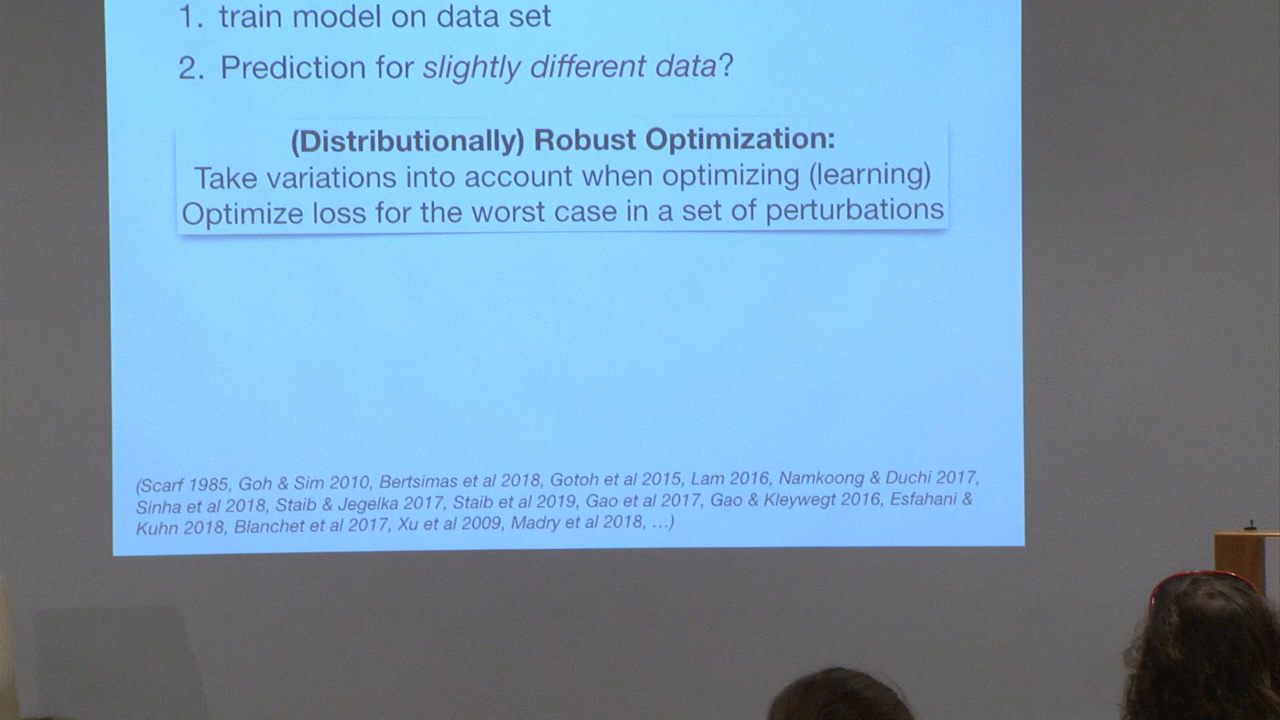 1. train model on data set
2. Prediction for slightly different data?
(Distributionally) Robust Optimization:
Take variations into account when optimizing (learning)
Optimize loss for the worst case in a set of perturbations
(Scarf 1985, Goh & Sim 2010, Bertsimas et al 2018, Gotoh et al 2015, Lam 2016, Namkoong & Duchi 2017,
Sinha et al 2018, Staib & Jegelka 2017, Staib et al 2019, Gao et al 2017, Gao & Kleywegt 2016, Esfahani &
Kuhn 2018, Blanchet et al 2017, Xu et al 2009, Madry et al 2018, …)